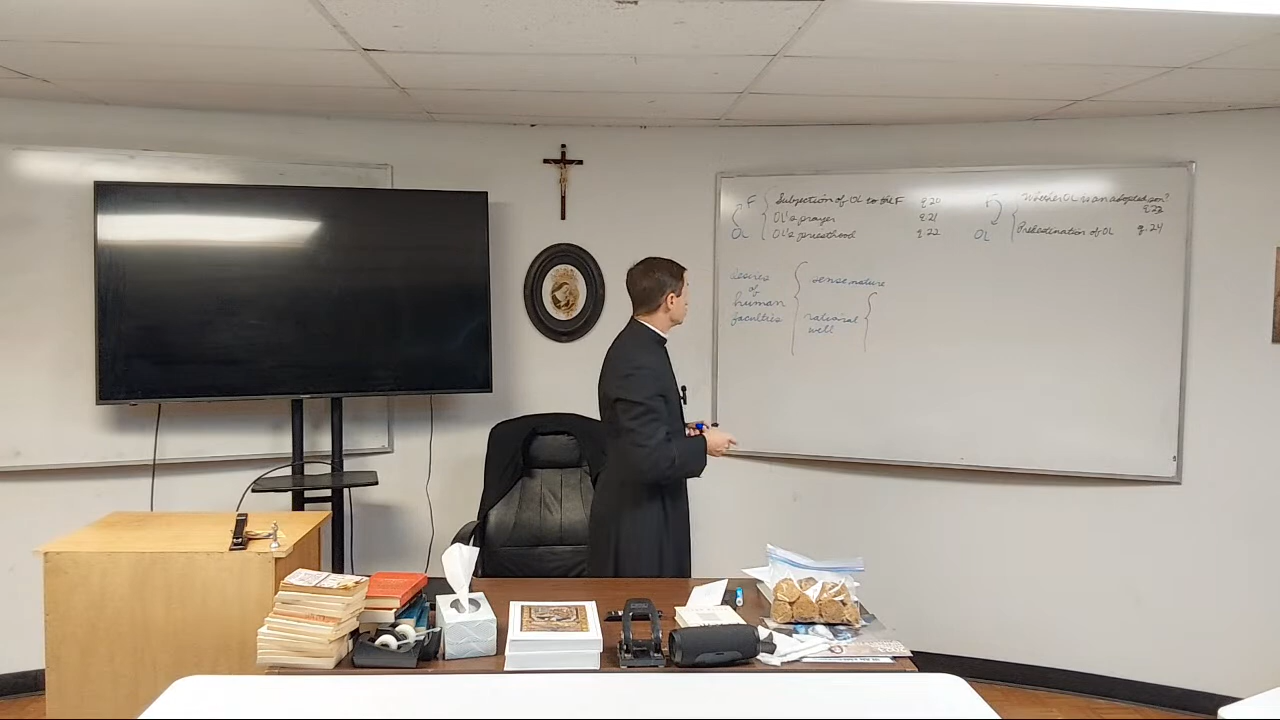 F
Subjection of OL to the F q.20
OL's prayer q.21
OL
OL's priesthood q.22
F
Whether OL is an adopted son?
q.23
OL
Predestination of OL q.24
desires
of
human
faculties
sense nature
rational
will